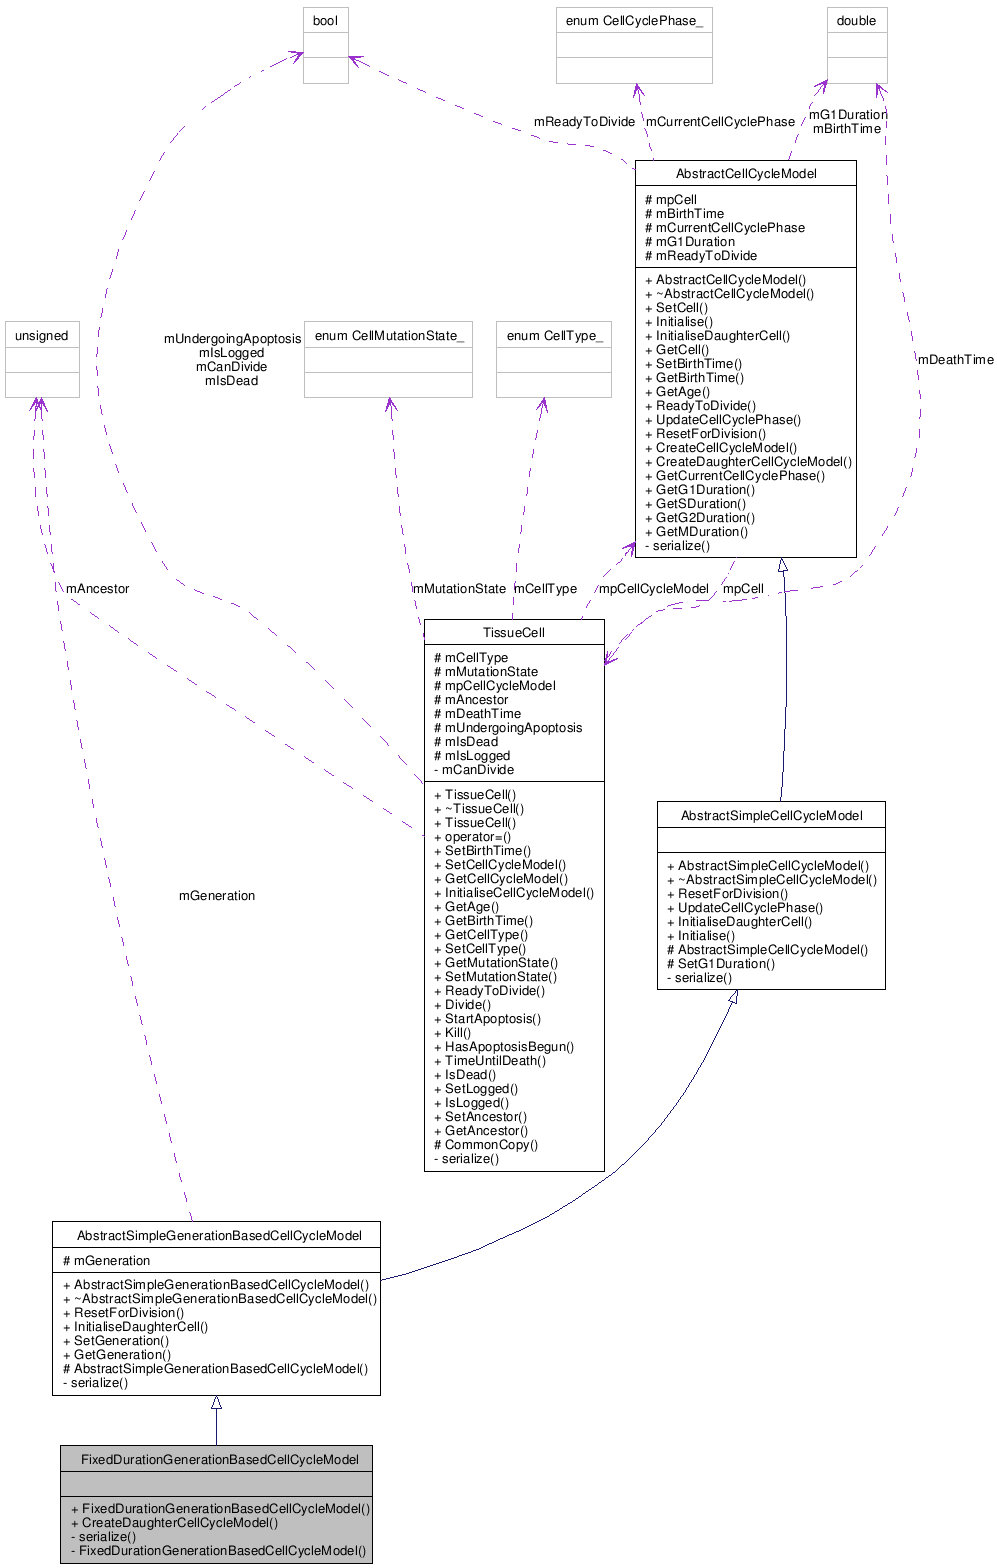 bool
enum CellCyclePhase_
double
mReadyToDivide
mCurrentCellCyclePhase
mG1Duration
mBirthTime
AbstractCellCycleModel
# mpCell
# mBirthTime
# mCurrentCellCyclePhase
# mG1Duration
# mReadyToDivide
+ AbstractCellCycleModel()
+ ~AbstractCellCycleModel()
+ SetCell()
+ Initialise()
+ InitialiseDaughterCell()
+ GetCell()
+ SetBirthTime()
+ GetBirthTime()
+ GetAge()
+ ReadyToDivide()
+ UpdateCellCyclePhase()
+ ResetForDivision()
+ CreateCellCycleModel()
+ CreateDaughterCellCycleModel()
+ GetCurrentCellCyclePhase()
+ GetG1Duration()
+ GetSDuration()
+ GetG2Duration()
+ GetMDuration()
- serialize()
unsigned
mUndergoingApoptosis
mIsLogged
mCanDivide
mIsDead
enum CellMutationState_
enum CellType_
mDeathTime
mAncestor
mMutationState
mCellType
mpCellCycleModel
mpCell
TissueCell
# mCellType
# mMutationState
# mpCellCycleModel
# mAncestor
# mDeathTime
# mUndergoingApoptosis
# mIsDead
# mIsLogged
- mCanDivide
+ TissueCell()
+ ~TissueCell()
+ TissueCell()
+ operator=()
+ SetBirthTime()
+ SetCellCycleModel()
+ GetCellCycleModel()
+ InitialiseCellCycleModel()
+ GetAge()
+ GetBirthTime()
+ GetCellType()
+ SetCellType()
+ GetMutationState()
+ SetMutationState()
+ ReadyToDivide()
+ Divide()
+ StartApoptosis()
+ Kill()
+ HasApoptosisBegun()
+ TimeUntilDeath()
+ IsDead()
+ SetLogged()
+ IsLogged()
+ SetAncestor()
+ GetAncestor()
# CommonCopy()
- serialize()
AbstractSimpleCellCycleModel
+ AbstractSimpleCellCycleModel()
+ ~AbstractSimpleCellCycleModel()
+ ResetForDivision()
+ UpdateCellCyclePhase()
+ InitialiseDaughterCell()
+ Initialise()
# AbstractSimpleCellCycleModel()
# SetG1Duration()
- serialize()
mGeneration
AbstractSimpleGenerationBasedCellCycleModel
# mGeneration
+ AbstractSimpleGenerationBasedCellCycleModel()
+ ~AbstractSimpleGenerationBasedCellCycleModel()
+ ResetForDivision()
+ InitialiseDaughterCell()
+ SetGeneration()
+ GetGeneration()
# AbstractSimpleGenerationBasedCellCycleModel()
- serialize()
FixedDurationGenerationBasedCellCycleModel
+ FixedDurationGenerationBasedCellCycleModel()
+ CreateDaughterCellCycleModel()
- serialize()
- FixedDurationGenerationBasedCellCycleModel()